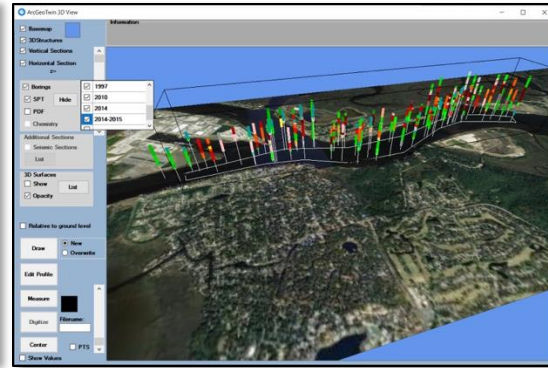 ArcGeoTwin 3D View
Information
Basemap
3DStructures
Vertical Sections
Horizontal Section
z=
Borings
SPT
Hide
PDF
Chemistry
1997
2010
2014
2014-2015
Additional Sections
Seismic Sections
List
3D Surfaces
Show
List
Opacity
Relative to ground level
Draw
New
Overwrite
Edit Profile
Measure
Digitize
Filename:
Center
PTS
Show Values